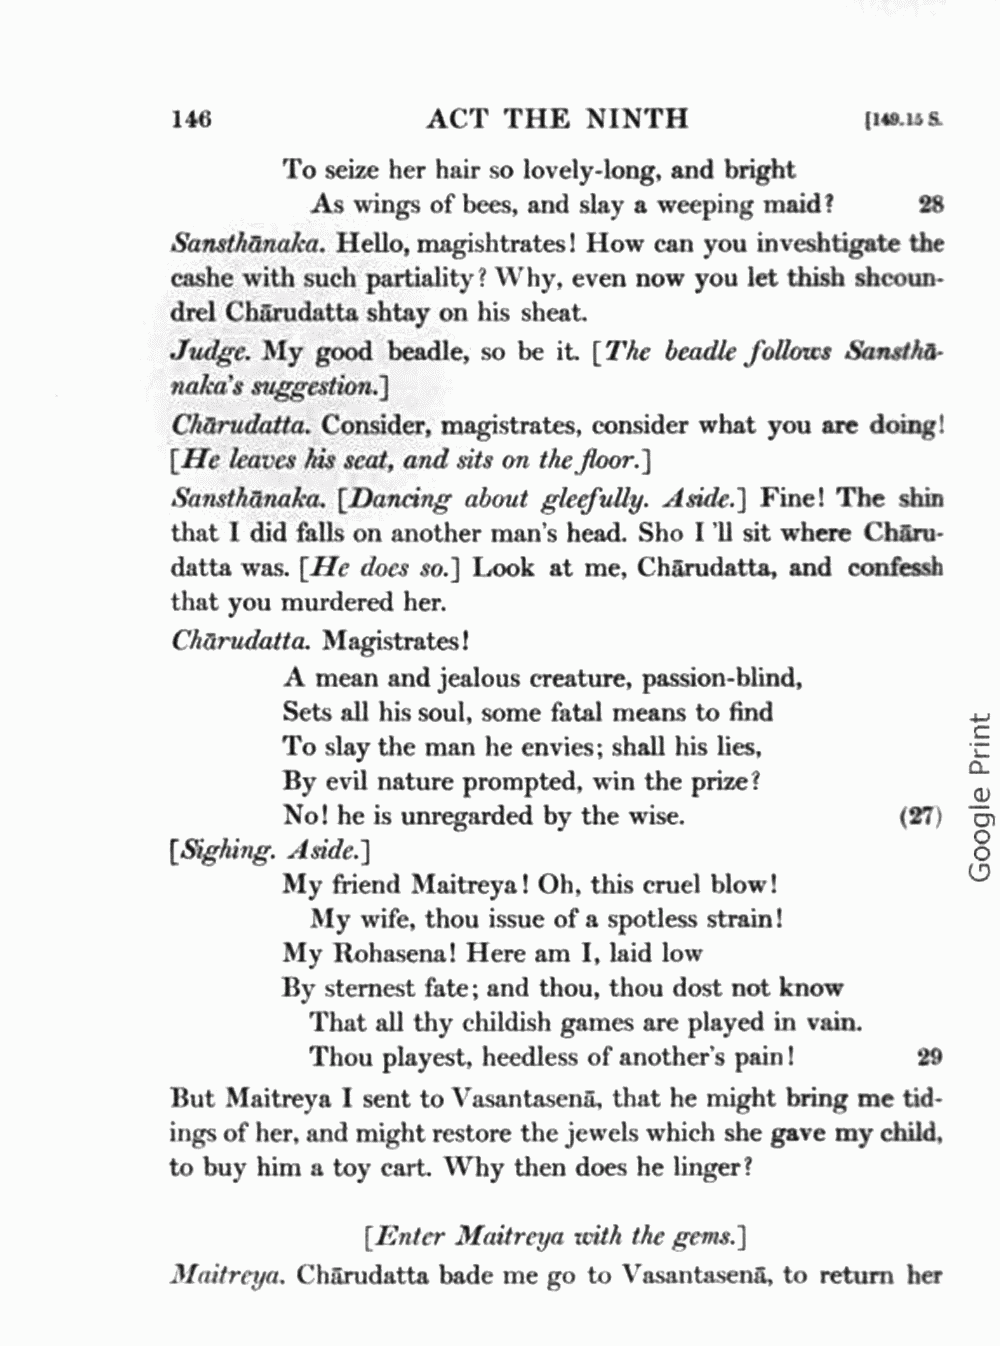 146 ACT THE NINTH [149.15 S.
To seize her hair so lovely-long, and bright
As wings of bees, and slay a weeping maid? 28
Sansthānaka. Hello, magishtrates! How can you inveshtigate the
cashe with such partiality? Why, even now you let thish shcoun-
drel Chārudatta shtay on his sheat.
Judge. My good beadle, so be it. [The beadle follows Sansthā-
naka's suggestion.]
Chārudatta. Consider, magistrates, consider what you are doing!
[He leaves his seat, and sits on the floor.]
Sansthānaka. [Dancing about gleefully. Aside.] Fine! The shin
that I did falls on another man's head. Sho I 'll sit where Chāru-
datta was. [He does so.] Look at me, Chārudatta, and confessh
that you murdered her.
Chārudatta. Magistrates!
A mean and jealous creature, passion-blind,
Sets all his soul, some fatal means to find
To slay the man he envies; shall his lies,
By evil nature prompted, win the prize?
No! he is unregarded by the wise. (27)
[Sighing. Aside.]
My friend Maitreya! Oh, this cruel blow!
My wife, thou issue of a spotless strain!
My Rohasena! Here am I, laid low
By sternest fate; and thou, thou dost not know
That all thy childish games are played in vain.
Thou playest, heedless of another's pain! 29
But Maitreya I sent to Vasantasenā, that he might bring me tid-
ings of her, and might restore the jewels which she gave my child,
to buy him a toy cart. Why then does he linger?
[Enter Maitreya with the gems.]
Maitreya. Chārudatta bade me go to Vasantasenā, to return her
Google Print